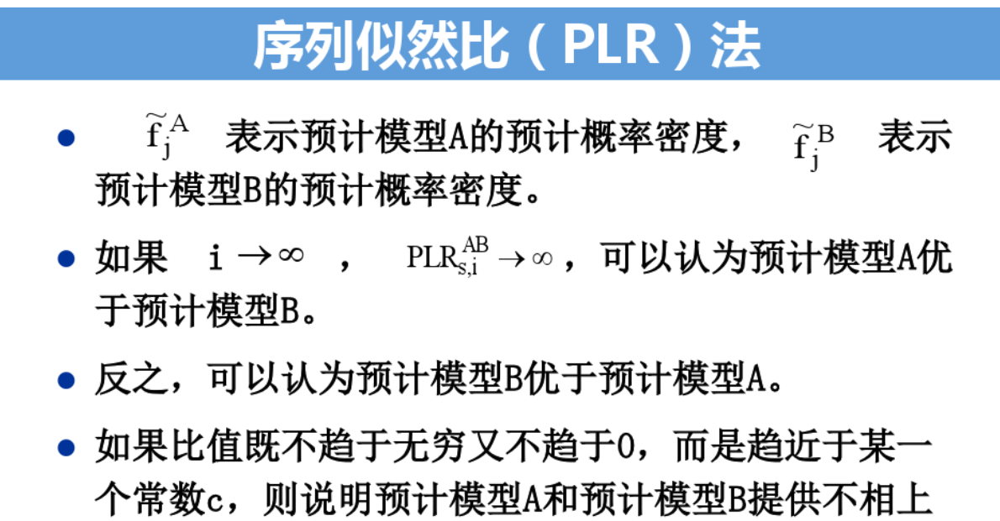 序列似然比（PLR）法
● f̃_j^A 表示预计模型A的预计概率密度， f̃_j^B 表示
预计模型B的预计概率密度。
● 如果 i →∞ ， PLR_{s,i}^{AB} → ∞ ，可以认为预计模型A优
于预计模型B。
● 反之，可以认为预计模型B优于预计模型A。
● 如果比值既不趋于无穷又不趋于0，而是趋近于某一
个常数c，则说明预计模型A和预计模型B提供不相上